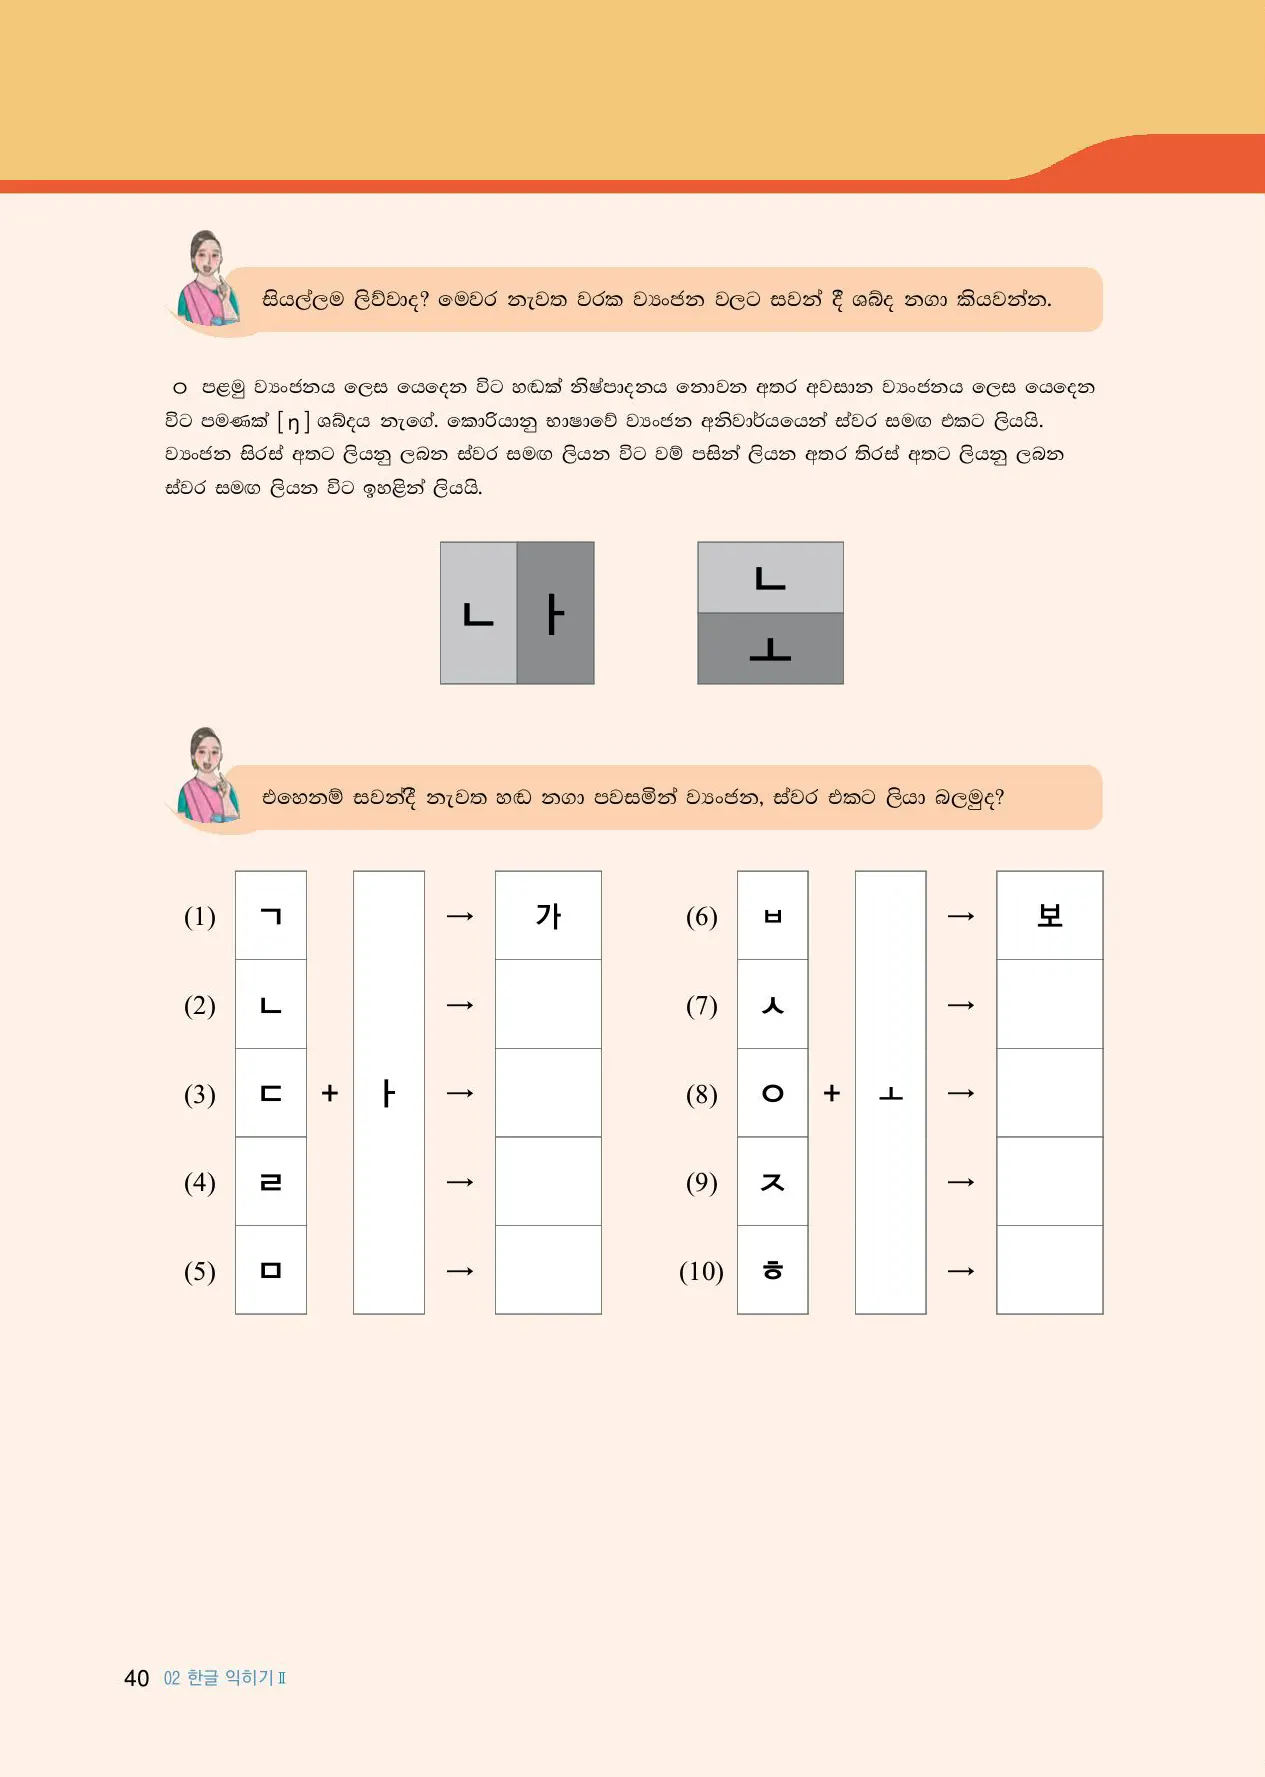 සියල්ලම ලිව්වාද? මෙවර නැවත වරක ව්‍යංජන වලට සවන් දී ශබ්ද නගා කියවන්න.
ㅇ පළමු ව්‍යංජනය ලෙස යෙදෙන විට හඬක් නිෂ්පාදනය නොවන අතර අවසාන ව්‍යංජනය ලෙස යෙදෙන
විට පමණක් [ŋ] ශබ්දය නැගේ. කොරියානු භාෂාවේ ව්‍යංජන අනිවාර්යයෙන් ස්වර සමඟ එකට ලියයි.
ව්‍යංජන සිරස් අතට ලියනු ලබන ස්වර සමඟ ලියන විට වම් පසින් ලියන අතර තිරස් අතට ලියනු ලබන
ස්වර සමඟ ලියන විට ඉහළින් ලියයි.
ㄴ ㅏ
ㄴ
ㅗ
එහෙනම් සවන්දී නැවත හඬ නගා පවසමින් ව්‍යංජන, ස්වර එකට ලියා බලමුද?
(1) ㄱ → 가
(2) ㄴ →
(3) ㄷ + ㅏ →
(4) ㄹ →
(5) ㅁ →
(6) ㅂ → 보
(7) ㅅ →
(8) ㅇ + ㅗ →
(9) ㅈ →
(10) ㅎ →
40 02 한글 익히기 Ⅱ